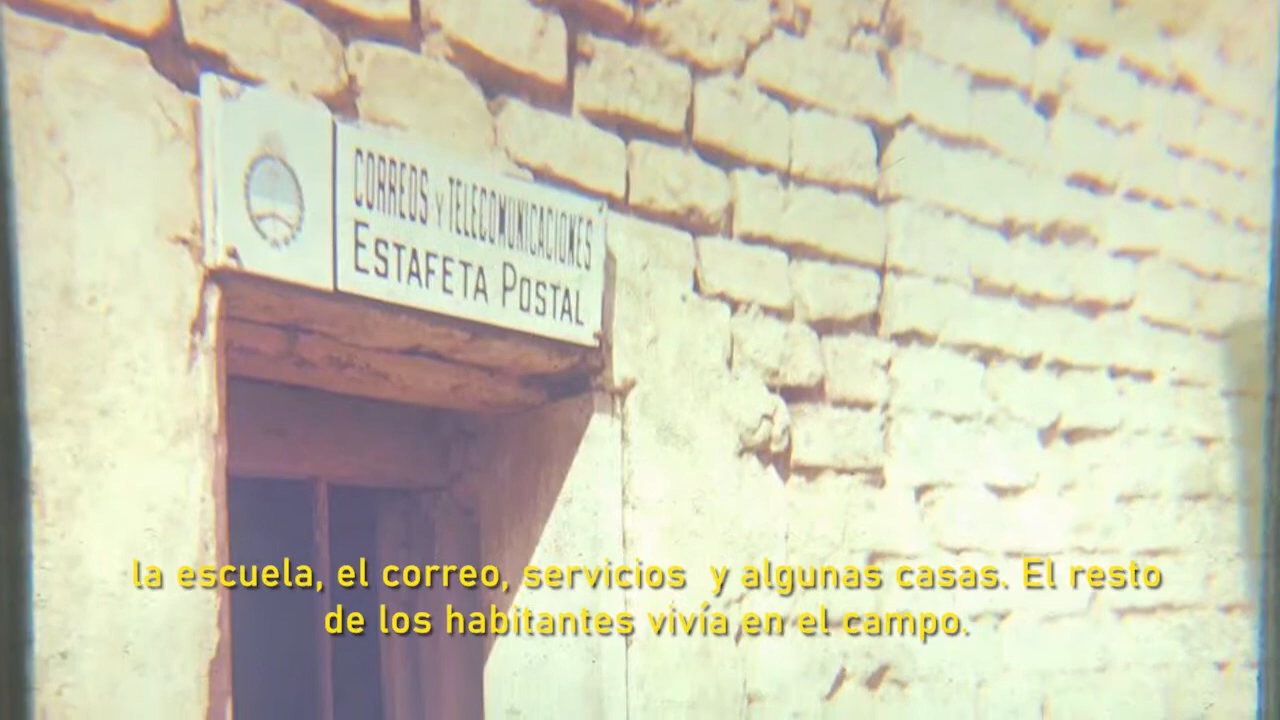 CORREOS Y TELECOMUNICACIONES
ESTAFETA POSTAL
la escuela, el correo, servicios y algunas casas. El resto
de los habitantes vivía en el campo.